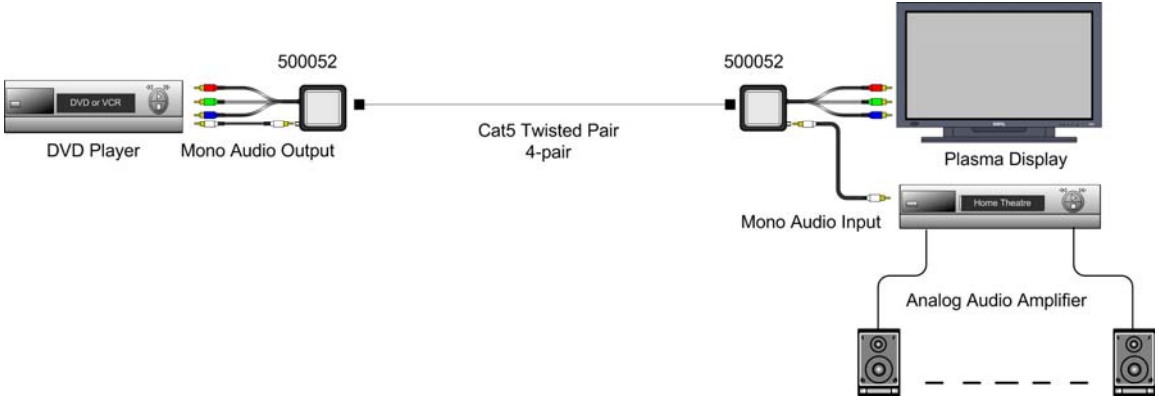 500052
500052
DVD or VCR
Cat5 Twisted Pair
4-pair
DVD Player
Mono Audio Output
Plasma Display
Home Theatre
Mono Audio Input
Analog Audio Amplifier